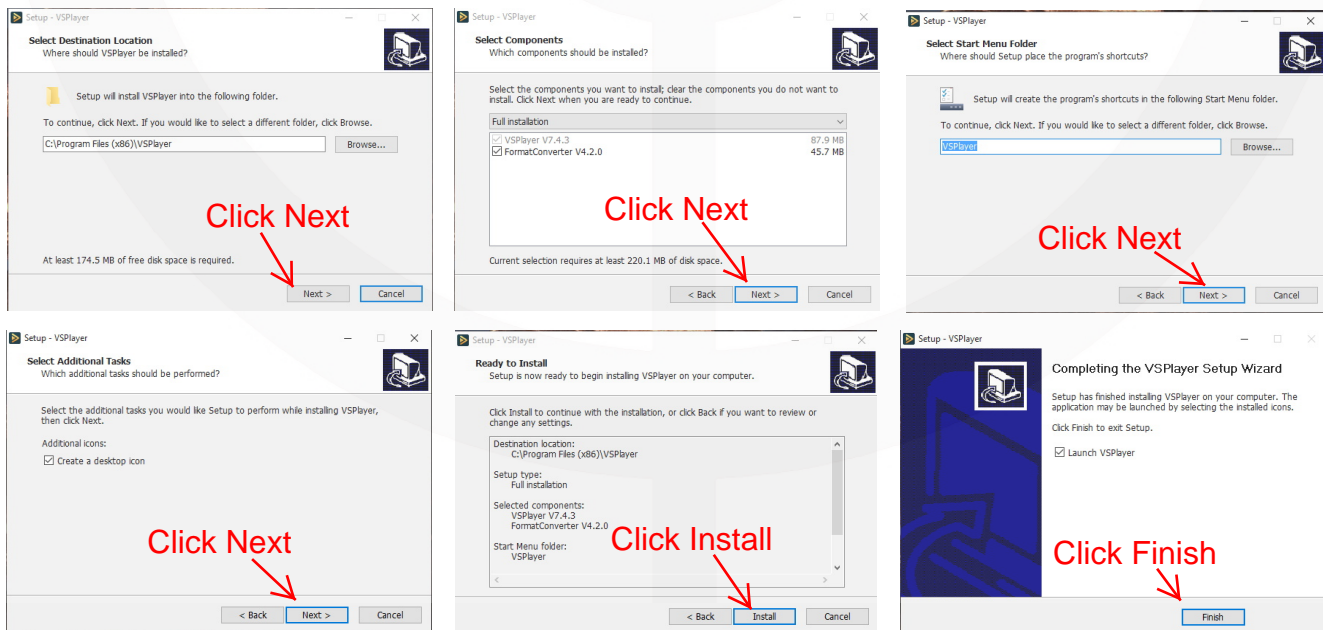 Setup - VSPlayer
Select Destination Location
Where should VSPlayer be installed?
Setup will install VSPlayer into the following folder.
To continue, click Next. If you would like to select a different folder, click Browse.
C:\Program Files (x86)\VSPlayer
Browse...
Click Next
At least 174.5 MB of free disk space is required.
Next >
Cancel
Setup - VSPlayer
Select Components
Which components should be installed?
Select the components you want to install; clear the components you do not want to
install. Click Next when you are ready to continue.
Full installation
VSPlayer V7.4.3 87.9 MB
FormatConverter V4.2.0 45.7 MB
Click Next
Current selection requires at least 220.1 MB of disk space.
< Back
Next >
Cancel
Setup - VSPlayer
Select Start Menu Folder
Where should Setup place the program's shortcuts?
Setup will create the program's shortcuts in the following Start Menu folder.
To continue, click Next. If you would like to select a different folder, click Browse.
VSPlayer
Browse...
Click Next
< Back
Next >
Cancel
Setup - VSPlayer
Select Additional Tasks
Which additional tasks should be performed?
Select the additional tasks you would like Setup to perform while installing VSPlayer,
then click Next.
Additional icons:
Create a desktop icon
Click Next
< Back
Next >
Cancel
Setup - VSPlayer
Ready to Install
Setup is now ready to begin installing VSPlayer on your computer.
Click Install to continue with the installation, or click Back if you want to review or
change any settings.
Destination location:
C:\Program Files (x86)\VSPlayer
Setup type:
Full installation
Selected components:
VSPlayer V7.4.3
FormatConverter V4.2.0
Start Menu folder:
VSPlayer
Click Install
< Back
Install
Cancel
Setup - VSPlayer
Completing the VSPlayer Setup Wizard
Setup has finished installing VSPlayer on your computer. The
application may be launched by selecting the installed icons.
Click Finish to exit Setup.
Launch VSPlayer
Click Finish
Finish